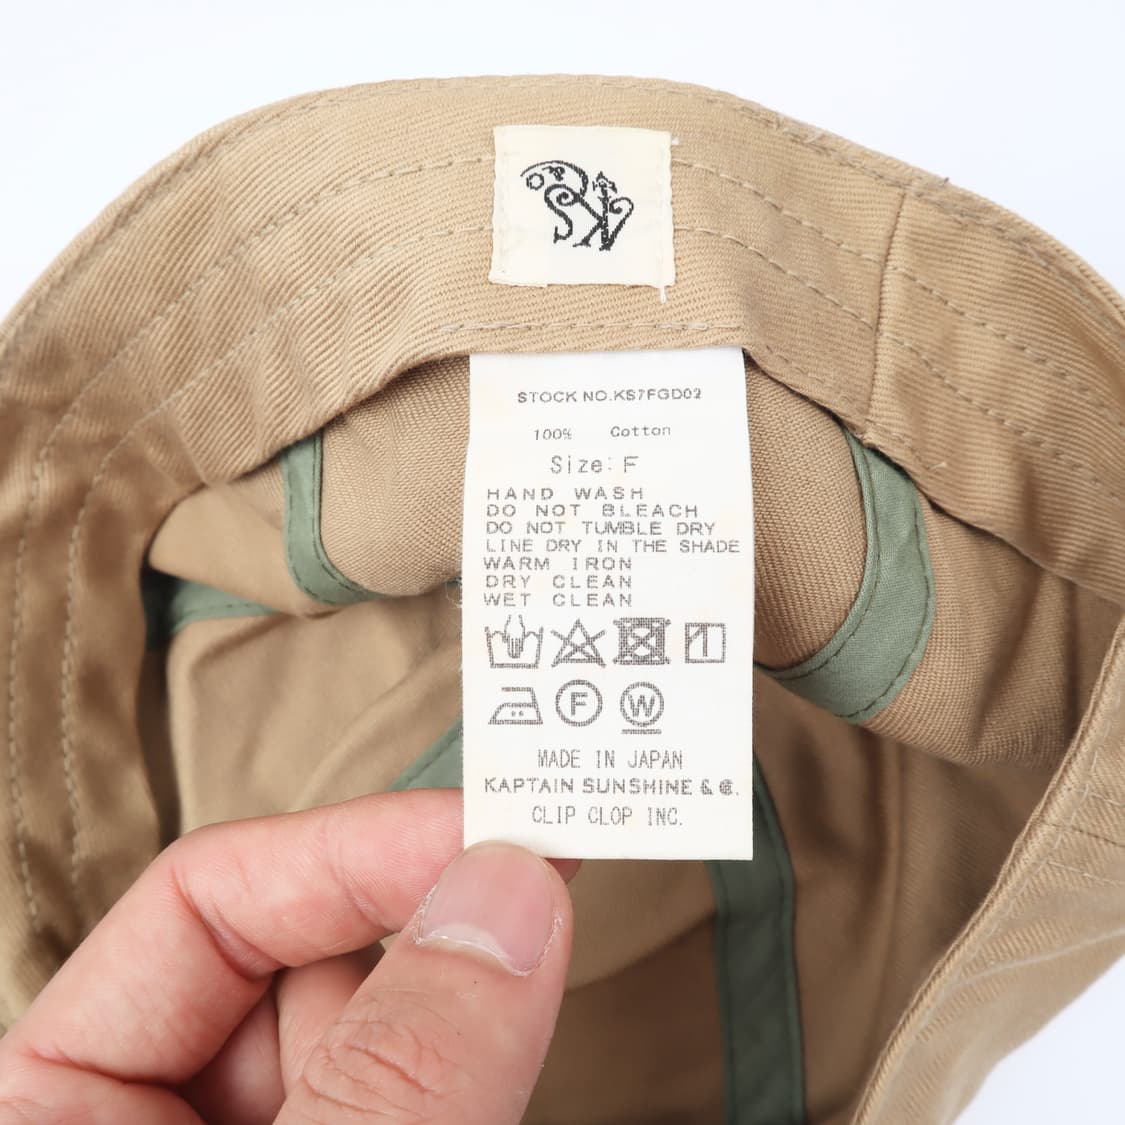 STOCK NO.KS7FGD02
100% Cotton
Size: F
HAND WASH
DO NOT BLEACH
DO NOT TUMBLE DRY
LINE DRY IN THE SHADE
WARM IRON
DRY CLEAN
WET CLEAN
F W
MADE IN JAPAN
KAPTAIN SUNSHINE &
CLIP CLOP INC.